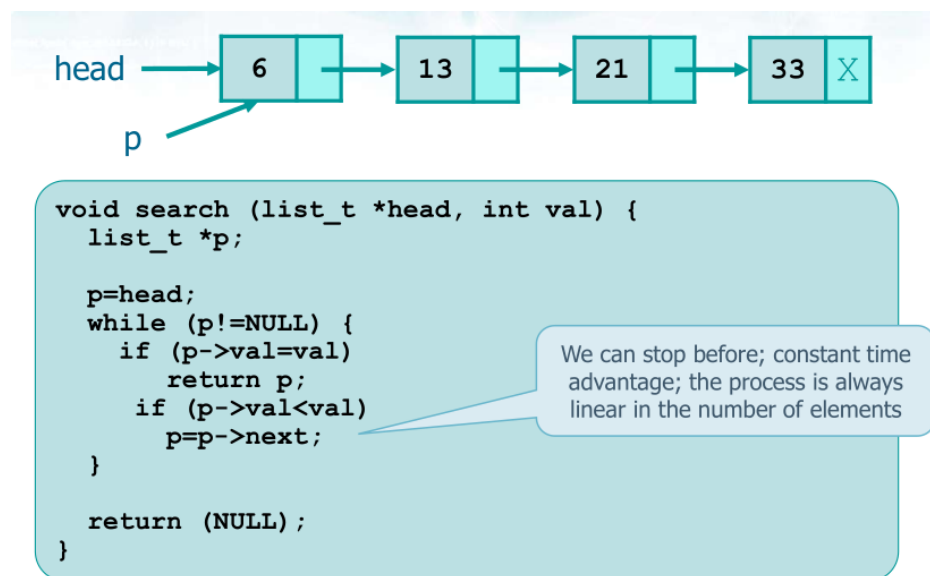 head 6 13 21 33 X
p
void search (list_t *head, int val) {
list_t *p;
p=head;
while (p!=NULL) {
if (p->val=val)
return p;
if (p->val<val)
p=p->next;
}
return (NULL);
}
We can stop before; constant time
advantage; the process is always
linear in the number of elements